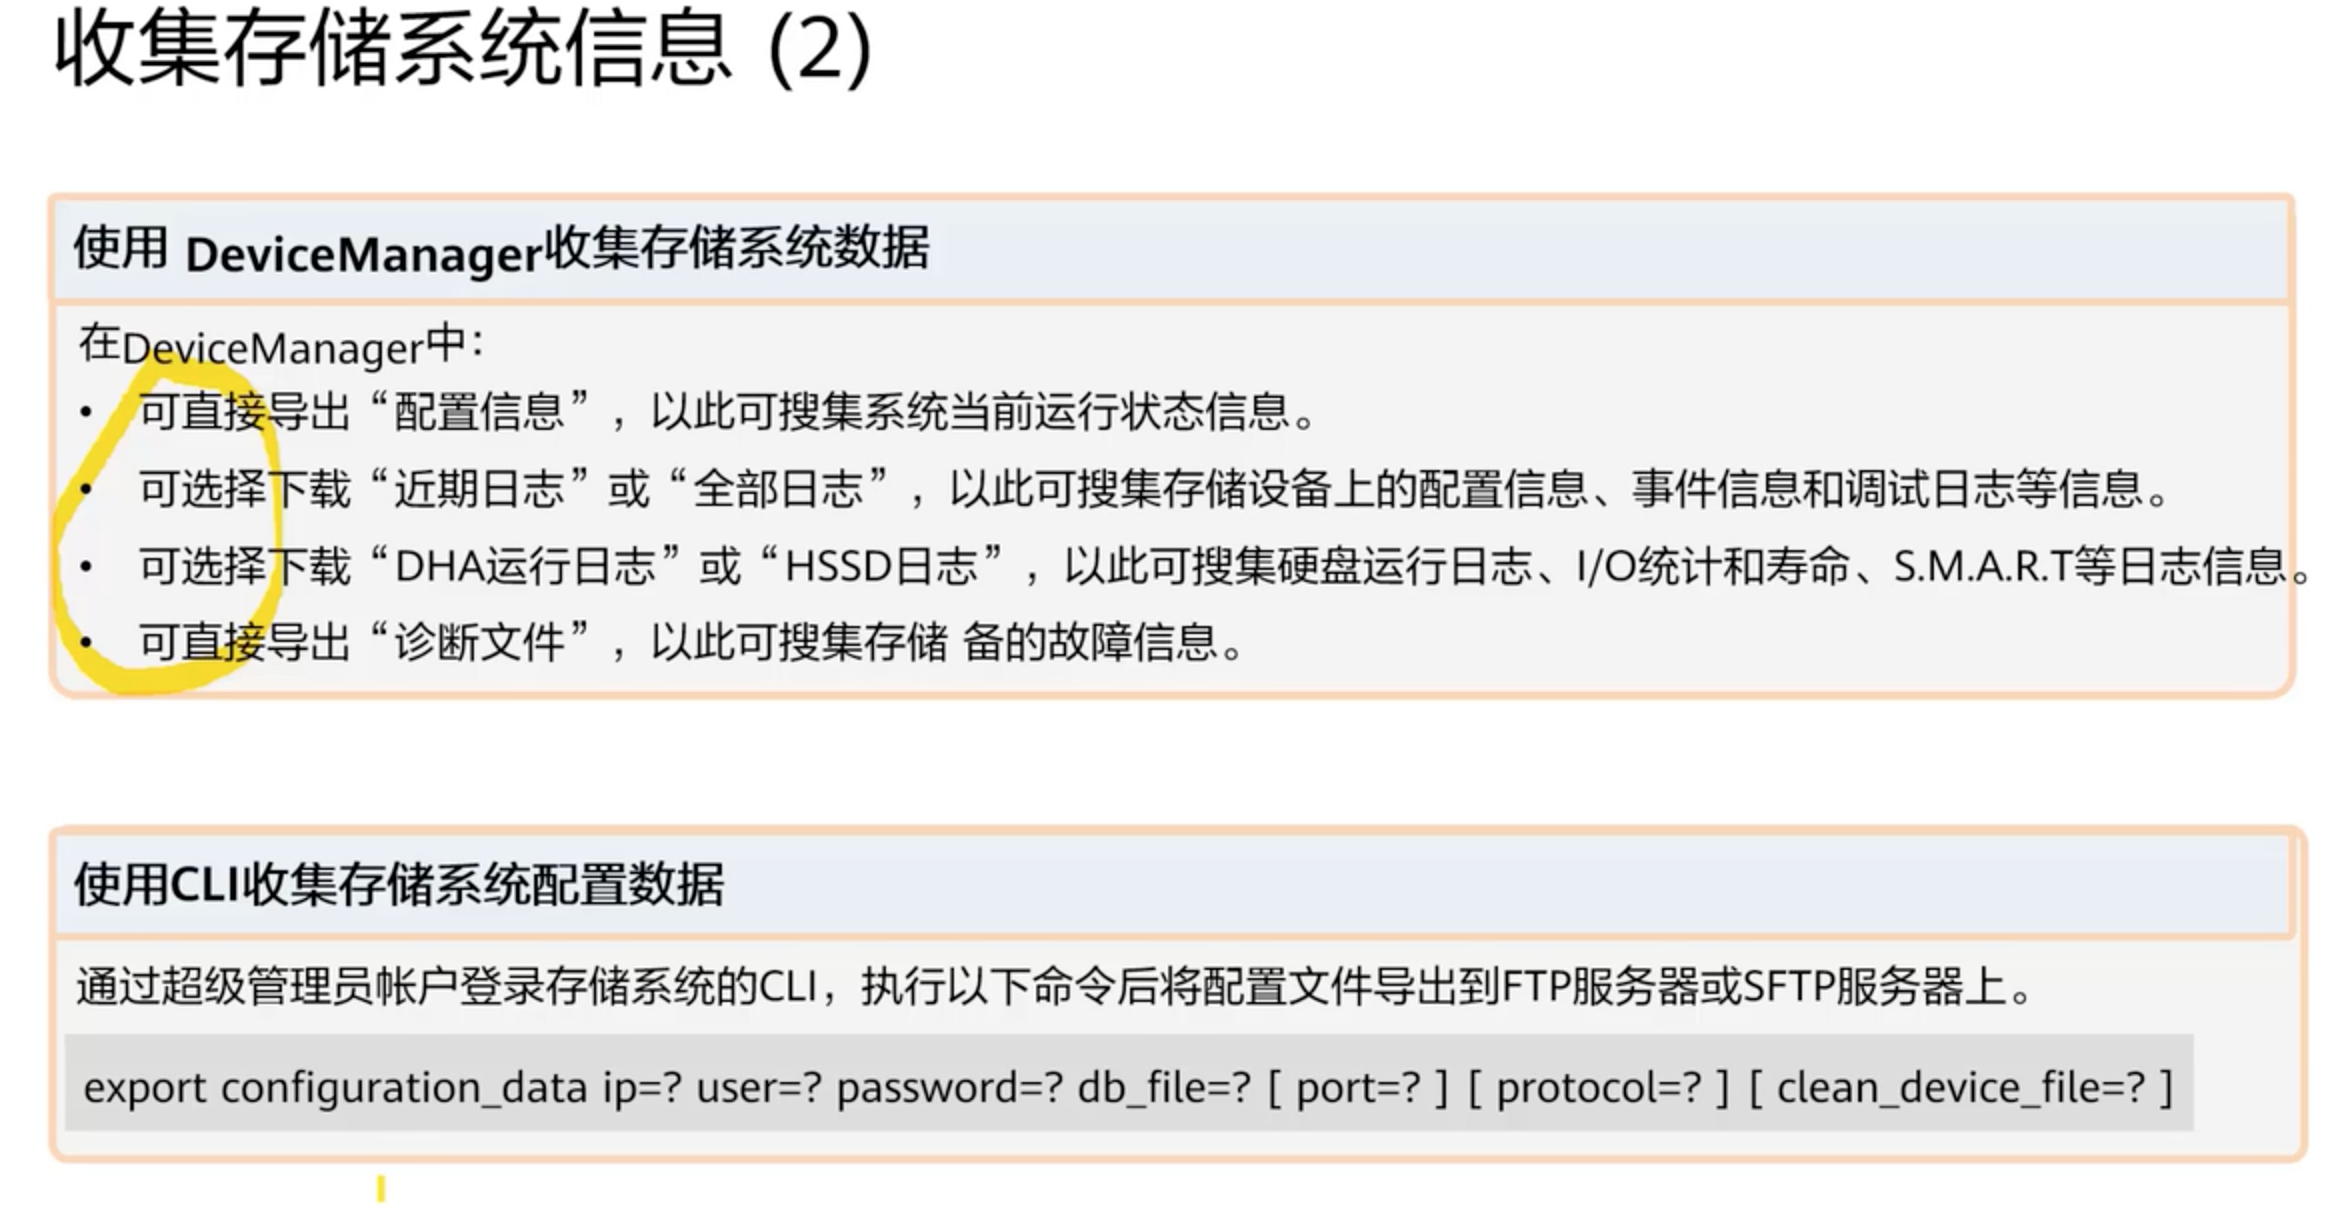 收集存储系统信息 (2)
使用 DeviceManager收集存储系统数据
在DeviceManager中：
• 可直接导出“配置信息”，以此可搜集系统当前运行状态信息。
• 可选择下载“近期日志”或“全部日志”，以此可搜集存储设备上的配置信息、事件信息和调试日志等信息。
• 可选择下载“DHA运行日志”或“HSSD日志”，以此可搜集硬盘运行日志、I/O统计和寿命、S.M.A.R.T等日志信息。
• 可直接导出“诊断文件”，以此可搜集存储 备的故障信息。
使用CLI收集存储系统配置数据
通过超级管理员帐户登录存储系统的CLI，执行以下命令后将配置文件导出到FTP服务器或SFTP服务器上。
export configuration_data ip=? user=? password=? db_file=? [ port=? ] [ protocol=? ] [ clean_device_file=? ]